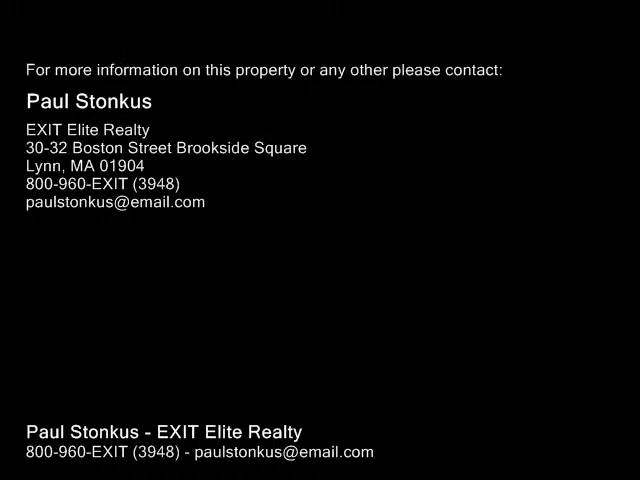 For more information on this property or any other please contact:
Paul Stonkus
EXIT Elite Realty
30-32 Boston Street Brookside Square
Lynn, MA 01904
800-960-EXIT (3948)
paulstonkus@email.com
Paul Stonkus - EXIT Elite Realty
800-960-EXIT (3948) - paulstonkus@email.com